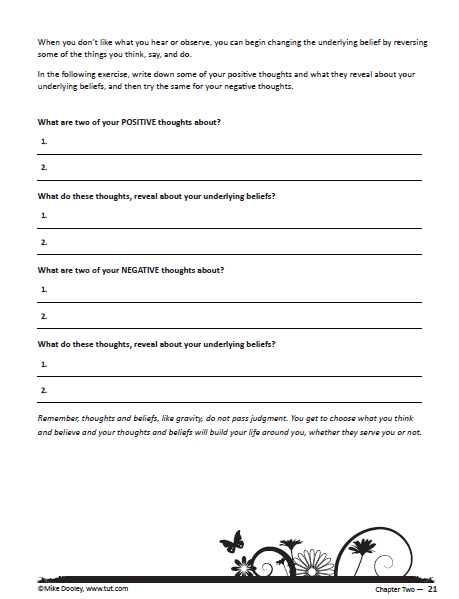 When you don't like what you hear or observe, you can begin changing the underlying belief by reversing
some of the things you think, say, and do.
In the following exercise, write down some of your positive thoughts and what they reveal about your
underlying beliefs, and then try the same for your negative thoughts.
What are two of your POSITIVE thoughts about?
1.
2.
What do these thoughts, reveal about your underlying beliefs?
1.
2.
What are two of your NEGATIVE thoughts about?
1.
2.
What do these thoughts, reveal about your underlying beliefs?
1.
2.
Remember, thoughts and beliefs, like gravity, do not pass judgment. You get to choose what you think
and believe and your thoughts and beliefs will build your life around you, whether they serve you or not.
©Mike Dooley, www.tut.com
Chapter Two — 21